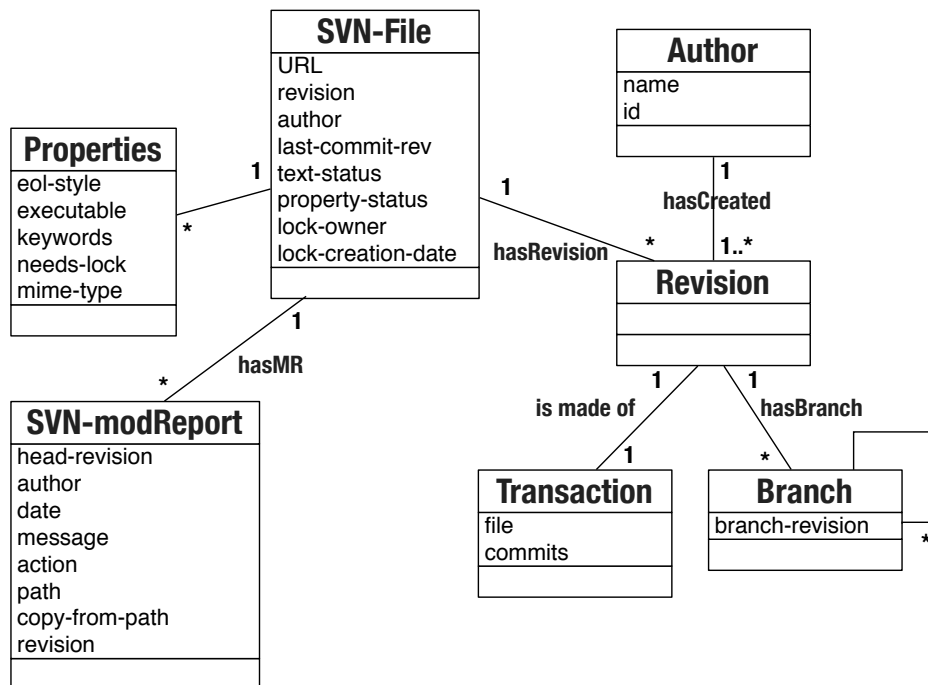 SVN-File
URL
revision
author
last-commit-rev
text-status
property-status
lock-owner
lock-creation-date
Author
name
id
Properties
eol-style
executable
keywords
needs-lock
mime-type
1
*
1
hasRevision
*
1
hasCreated
1..*
Revision
1
hasMR
*
SVN-modReport
head-revision
author
date
message
action
path
copy-from-path
revision
1
is made of
1
1
hasBranch
*
Transaction
file
commits
Branch
branch-revision
*